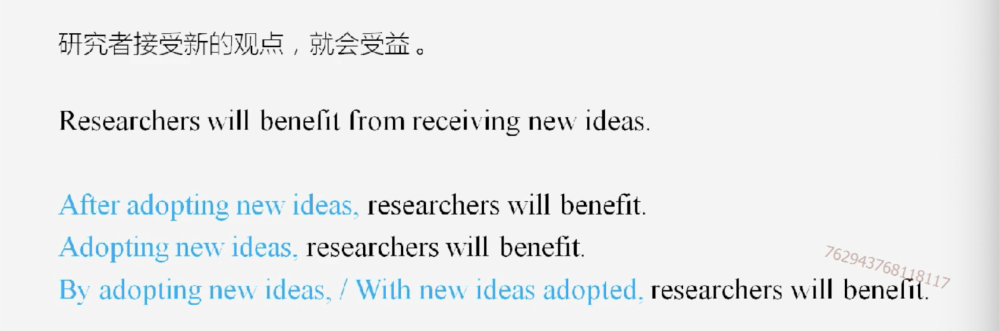 研究者接受新的观点，就会受益。
Researchers will benefit from receiving new ideas.
After adopting new ideas, researchers will benefit.
Adopting new ideas, researchers will benefit.
By adopting new ideas, / With new ideas adopted, researchers will benefit.
762943768118117